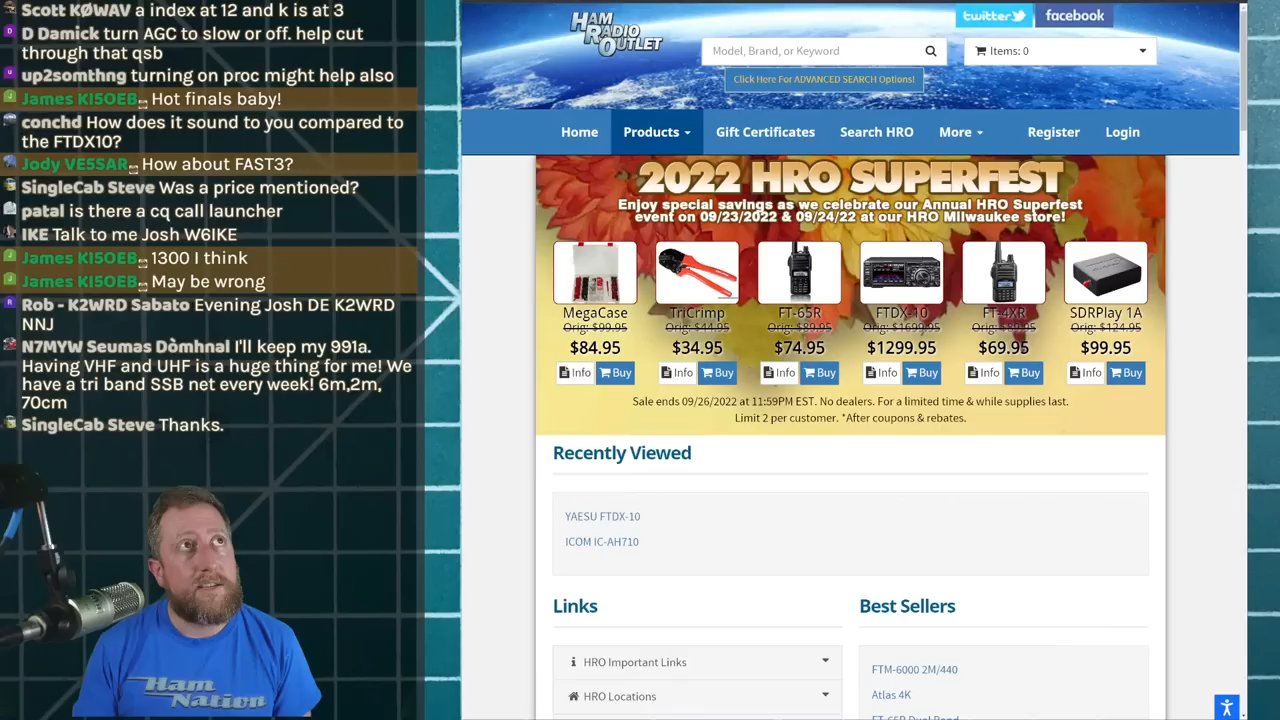 Scott KØWAV a index at 12 and k is at 3
D Damick turn AGC to slow or off. help cut
through that qsb
up2somtting turning on proc might help also
James KI5OEB Hot finals baby!
conchd How does it sound to you compared to
the FTDX10?
Jody VE5SAR How about FAST3?
SingleCab Steve Was a price mentioned?
patal is there a cq call launcher
IKE Talk to me Josh W6IKE
James KI5OEB 1300 I think
James KI5OEB May be wrong
Rob - K2WRD Sabato Evening Josh DE K2WRD
NNJ
N7MYW Seamas Dòmhnal I'll keep my 991a.
Having VHF and UHF is a huge thing for me! We
have a tri band SSB net every week! 6m,2m,
70cm
SingleCab Steve Thanks.
Ham
Radio
Outlet
twitter
facebook
Model, Brand, or Keyword
Items: 0
Click Here For ADVANCED SEARCH Options!
Home Products Gift Certificates Search HRO More Register Login
2022 HRO SUPERFEST
Enjoy special savings as we celebrate our Annual HRO Superfest
event on 09/23/2022 & 09/24/22 at our HRO Milwaukee store!
MegaCase TriCrimp FT-65R FTDX-10 FT-4XR SDRPlay 1A
Orig: $99.95 Orig: $44.95 Orig: $89.95 Orig: $1699.95 Orig: $89.95 Orig: $124.95
$84.95 $34.95 $74.95 $1299.95 $69.95 $99.95
Info Buy Info Buy Info Buy Info Buy Info Buy Info Buy
Sale ends 09/26/2022 at 11:59PM EST. No dealers. For a limited time & while supplies last.
Limit 2 per customer. *After coupons & rebates.
Recently Viewed
YAESU FTDX-10
ICOM IC-AH710
Links
HRO Important Links
HRO Locations
Best Sellers
FTM-6000 2M/440
Atlas 4K
FT-65R Dual Band
Ham